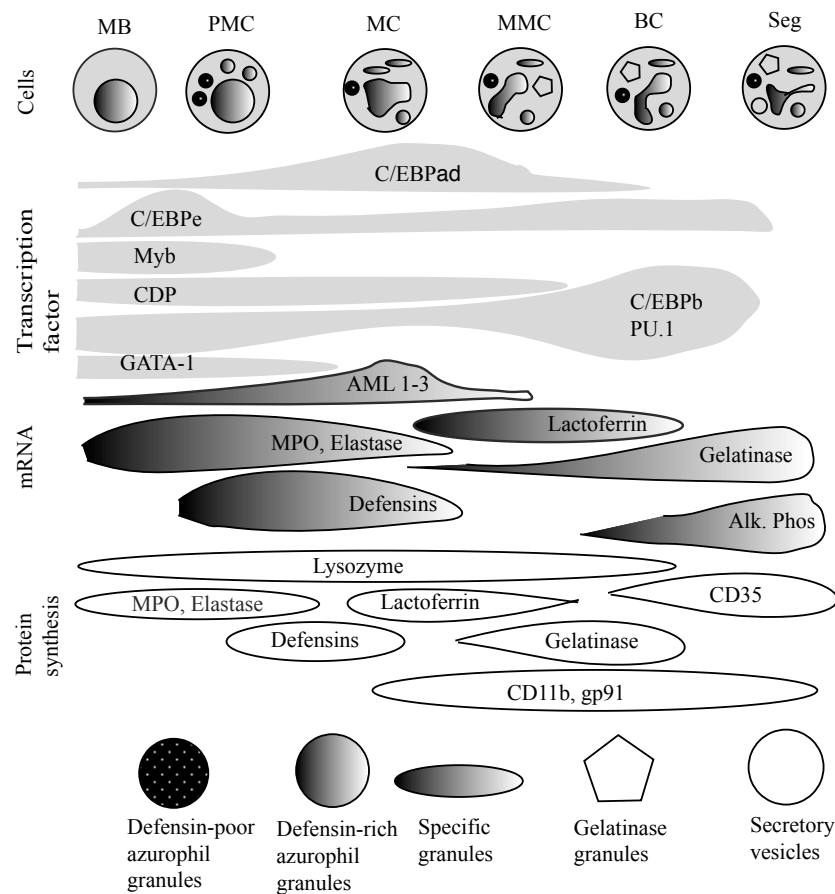 MB PMC MC MMC BC Seg
Cells
C/EBPad
C/EBPe
Myb
CDP
C/EBPb
PU.1
GATA-1
AML 1-3
Transcription
factor
Lactoferrin
MPO, Elastase
Gelatinase
Defensins
Alk. Phos
mRNA
Lysozyme
CD35
MPO, Elastase
Lactoferrin
Defensins
Gelatinase
CD11b, gp91
Protein
synthesis
Defensin-poor
azurophil
granules
Defensin-rich
azurophil
granules
Specific
granules
Gelatinase
granules
Secretory
vesicles